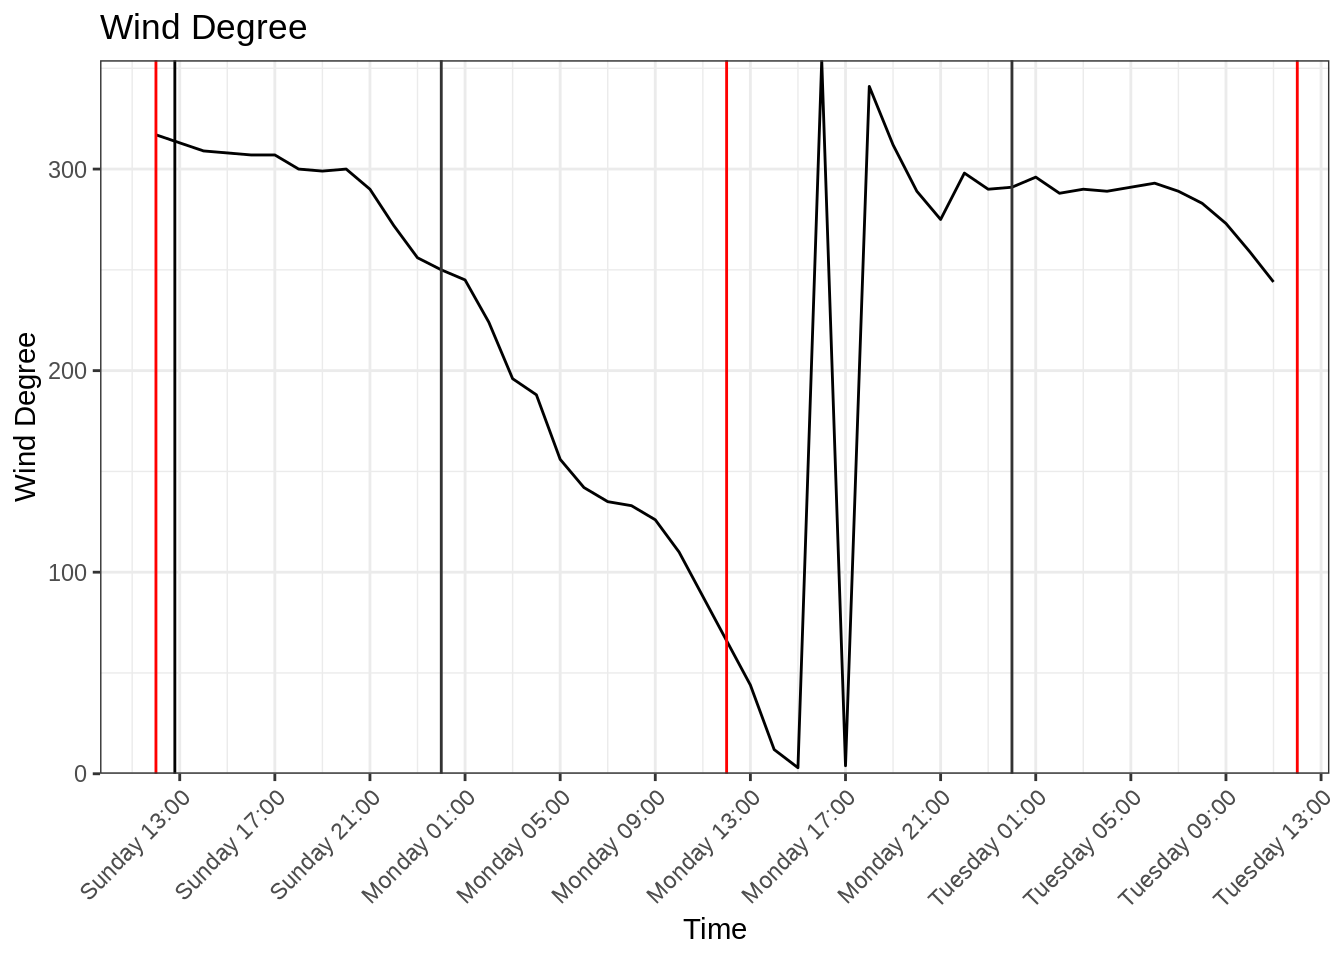 Wind Degree
Wind Degree
300
200
100
0
Sunday 13:00
Sunday 17:00
Sunday 21:00
Monday 01:00
Monday 05:00
Monday 09:00
Monday 13:00
Monday 17:00
Monday 21:00
Tuesday 01:00
Tuesday 05:00
Tuesday 09:00
Tuesday 13:00
Time